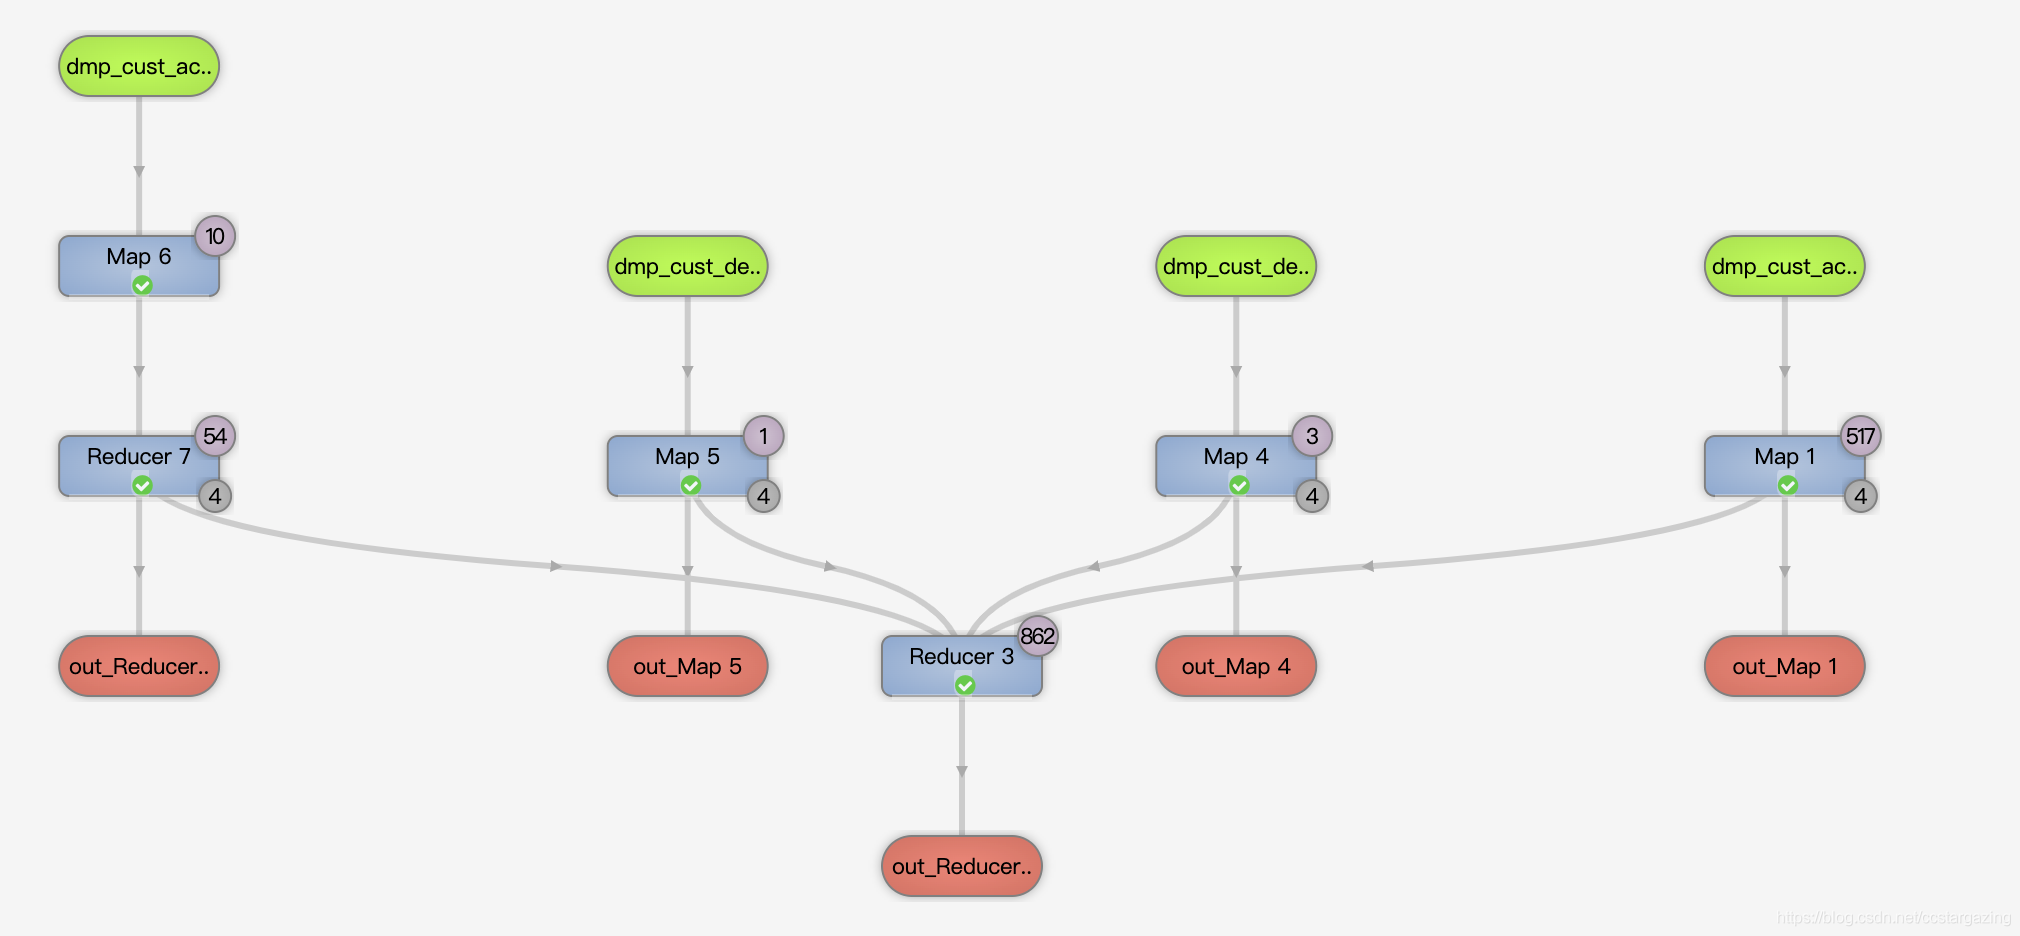 dmp_cust_ac..
Map 6
10
dmp_cust_de..
dmp_cust_de..
dmp_cust_ac..
Reducer 7
54
4
Map 5
1
4
Map 4
3
4
Map 1
517
4
out_Reducer..
out_Map 5
Reducer 3
862
out_Map 4
out_Map 1
out_Reducer..
https://blog.csdn.net/ccstargazing